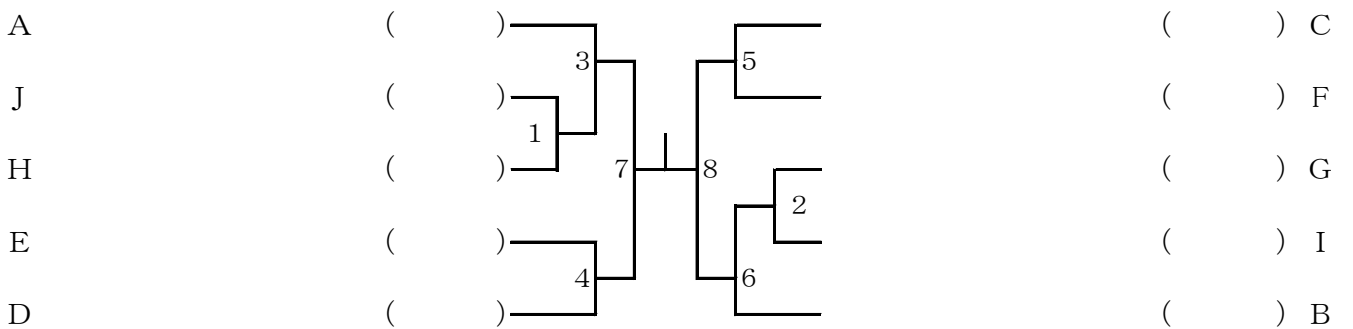 A ( ) ( ) C
3 5
J ( ) ( ) F
1
H ( ) 7 8 ( ) G
2
E ( ) ( ) I
4 6
D ( ) ( ) B